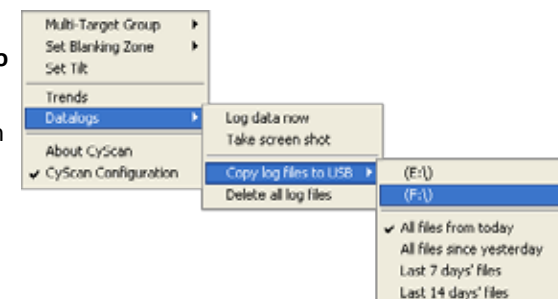 Multi-Target Group
Set Blanking Zone
Set Tilt
Trends
Datalogs
About CyScan
CyScan Configuration
Log data now
Take screen shot
Copy log files to USB
Delete all log files
(E:\)
(F:\)
All files from today
All files since yesterday
Last 7 days' files
Last 14 days' files